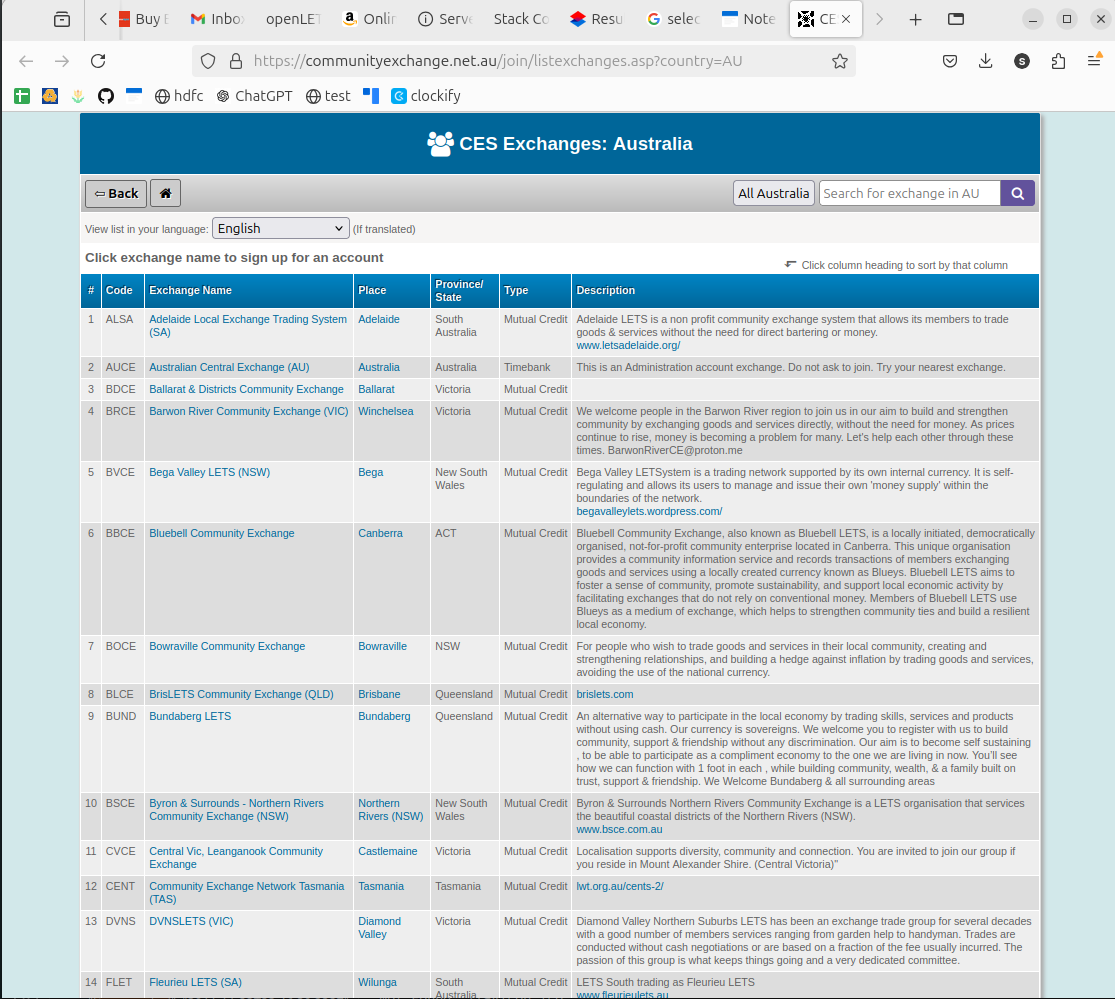 Buy E
Inbo
openLET
Onlin
Serve
Stack Co
Resu
selec
Note
CE
https://communityexchange.net.au/join/listexchanges.asp?country=AU
hdfc
ChatGPT
test
clockify
CES Exchanges: Australia
⇦ Back
All Australia
Search for exchange in AU
View list in your language: English (If translated)
Click exchange name to sign up for an account
Click column heading to sort by that column
# Code Exchange Name Place Province/ State Type Description
1 ALSA Adelaide Local Exchange Trading System (SA) Adelaide South Australia Mutual Credit Adelaide LETS is a non profit community exchange system that allows its members to trade
goods & services without the need for direct bartering or money.
www.letsadelaide.org/
2 AUCE Australian Central Exchange (AU) Australia Australia Timebank This is an Administration account exchange. Do not ask to join. Try your nearest exchange.
3 BDCE Ballarat & Districts Community Exchange Ballarat Victoria Mutual Credit
4 BRCE Barwon River Community Exchange (VIC) Winchelsea Victoria Mutual Credit We welcome people in the Barwon River region to join us in our aim to build and strengthen
community by exchanging goods and services directly, without the need for money. As prices
continue to rise, money is becoming a problem for many. Let's help each other through these
times. BarwonRiverCE@proton.me
5 BVCE Bega Valley LETS (NSW) Bega New South Wales Mutual Credit Bega Valley LETSystem is a trading network supported by its own internal currency. It is self-
regulating and allows its users to manage and issue their own 'money supply' within the
boundaries of the network.
begavalleylets.wordpress.com/
6 BBCE Bluebell Community Exchange Canberra ACT Mutual Credit Bluebell Community Exchange, also known as Bluebell LETS, is a locally initiated, democratically
organised, not-for-profit community enterprise located in Canberra. This unique organisation
provides a community information service and records transactions of members exchanging
goods and services using a locally created currency known as Blueys. Bluebell LETS aims to
foster a sense of community, promote sustainability, and support local economic activity by
facilitating exchanges that do not rely on conventional money. Members of Bluebell LETS use
Blueys as a medium of exchange, which helps to strengthen community ties and build a resilient
local economy.
7 BOCE Bowraville Community Exchange Bowraville NSW Mutual Credit For people who wish to trade goods and services in their local community, creating and
strengthening relationships, and building a hedge against inflation by trading goods and services,
avoiding the use of the national currency.
8 BLCE BrisLETS Community Exchange (QLD) Brisbane Queensland Mutual Credit brislets.com
9 BUND Bundaberg LETS Bundaberg Queensland Mutual Credit An alternative way to participate in the local economy by trading skills, services and products
without using cash. Our currency is sovereigns. We welcome you to register with us to build
community, support & friendship without any discrimination. Our aim is to become self sustaining
, to be able to participate as a compliment economy to the one we are living in now. You'll see
how we can function with 1 foot in each , while building community, wealth, & a family built on
trust, support & friendship. We Welcome Bundaberg & all surrounding areas
10 BSCE Byron & Surrounds - Northern Rivers Community Exchange (NSW) Northern Rivers (NSW) New South Wales Mutual Credit Byron & Surrounds Northern Rivers Community Exchange is a LETS organisation that services
the beautiful coastal districts of the Northern Rivers (NSW).
www.bsce.com.au
11 CVCE Central Vic, Leanganook Community Exchange Castlemaine Victoria Mutual Credit Localisation supports diversity, community and connection. You are invited to join our group if
you reside in Mount Alexander Shire. (Central Victoria)"
12 CENT Community Exchange Network Tasmania (TAS) Tasmania Tasmania Mutual Credit lwt.org.au/cents-2/
13 DVNS DVNSLETS (VIC) Diamond Valley Victoria Mutual Credit Diamond Valley Northern Suburbs LETS has been an exchange trade group for several decades
with a good number of members services ranging from garden help to handyman. Trades are
conducted without cash negotiations or are based on a fraction of the fee usually incurred. The
passion of this group is what keeps things going and a very dedicated committee.
14 FLET Fleurieu LETS (SA) Wilunga South Australia Mutual Credit LETS South trading as Fleurieu LETS
www.fleurieulets.au